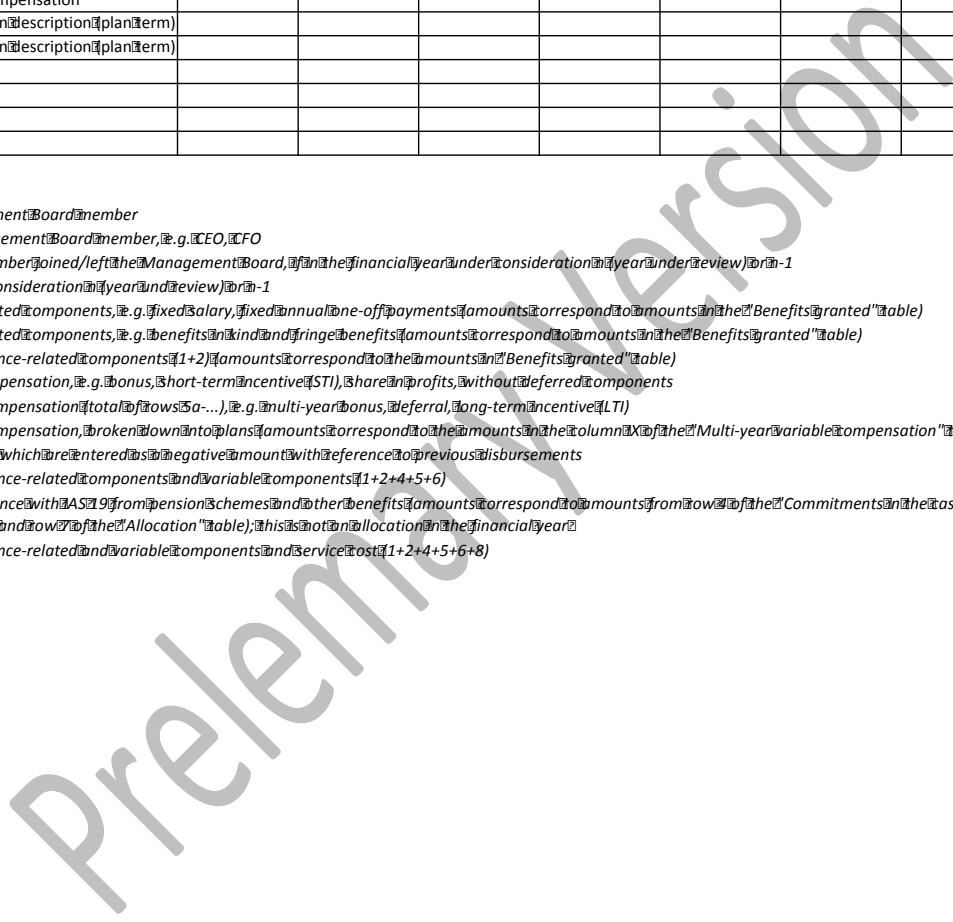 mpensation
n description (plan term)
n description (plan term)
ment Board member
ement Board member, e.g. CEO, CFO
mber joined/left the Management Board, if in the financial year under consideration n (year under review) or n-1
onsideration n (year und review) or n-1
ted components, e.g. fixed salary, fixed annual one-off payments (amounts correspond to amounts in the "Benefits granted" table)
ted components, e.g. benefits in kind and fringe benefits (amounts correspond to amounts in the "Benefits granted" table)
nce-related components (1+2) (amounts correspond to the amounts in "Benefits granted" table)
pensation, e.g. bonus, short-term incentive (STI), share in profits, without deferred components
mpensation (total of rows 5a-...), e.g. multi-year bonus, deferral, long-term incentive (LTI)
mpensation, broken down into plans (amounts correspond to the amounts in the column IX of the "Multi-year variable compensation" t
which are entered as a negative amount with reference to previous disbursements
nce-related components and variable components (1+2+4+5+6)
nce with IAS 19 from pension schemes and other benefits (amounts correspond to amounts from row 4 of the "Commitments in the cas
and row 7 of the "Allocation" table); this is not an allocation in the financial year
nce-related and variable components and service cost (1+2+4+5+6+8)
Prelemary Version